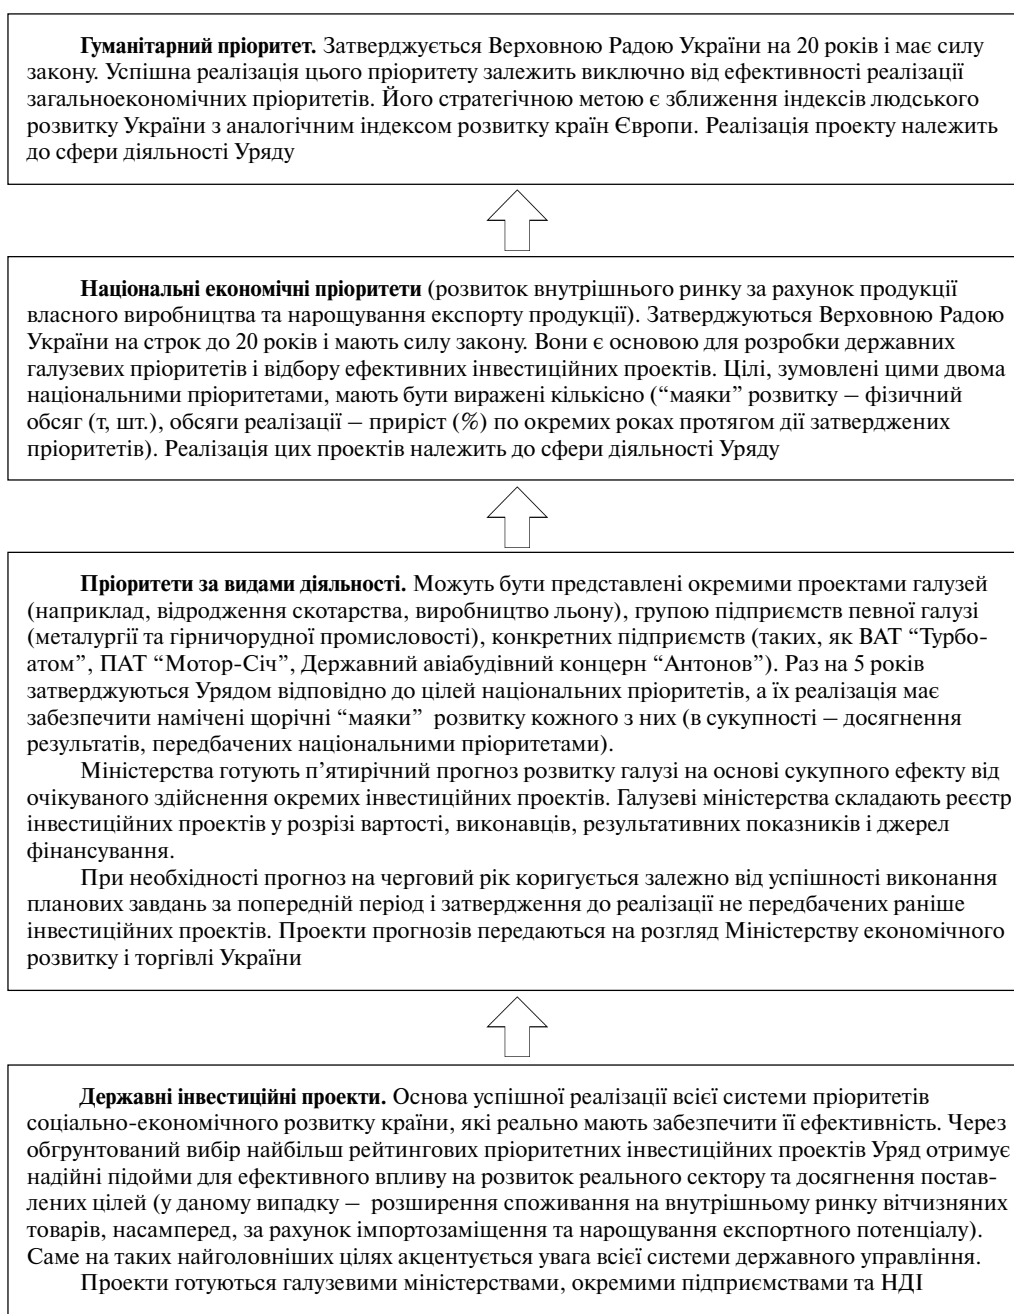 Гуманітарний пріоритет. Затверджується Верховною Радою України на 20 років і має силу
закону. Успішна реалізація цього пріоритету залежить виключно від ефективності реалізації
загальноекономічних пріоритетів. Його стратегічною метою є зближення індексів людського
розвитку України з аналогічним індексом розвитку країн Європи. Реалізація проекту належить
до сфери діяльності Уряду
Національні економічні пріоритети (розвиток внутрішнього ринку за рахунок продукції
власного виробництва та нарощування експорту продукції). Затверджуються Верховною Радою
України на строк до 20 років і мають силу закону. Вони є основою для розробки державних
галузевих пріоритетів і відбору ефективних інвестиційних проектів. Цілі, зумовлені цими двома
національними пріоритетами, мають бути виражені кількісно (“маяки” розвитку – фізичний
обсяг (т, шт.), обсяги реалізації – приріст (%) по окремих роках протягом дії затверджених
пріоритетів). Реалізація цих проектів належить до сфери діяльності Уряду
Пріоритети за видами діяльності. Можуть бути представлені окремими проектами галузей
(наприклад, відродження скотарства, виробництво льону), групою підприємств певної галузі
(металургії та гірничорудної промисловості), конкретних підприємств (таких, як ВАТ “Турбо-
атом”, ПАТ “Мотор-Січ”, Державний авіабудівний концерн “Антонов”). Раз на 5 років
затверджуються Урядом відповідно до цілей національних пріоритетів, а їх реалізація має
забезпечити намічені щорічні “маяки” розвитку кожного з них (в сукупності – досягнення
результатів, передбачених національними пріоритетами).
Міністерства готують п’ятирічний прогноз розвитку галузі на основі сукупного ефекту від
очікуваного здійснення окремих інвестиційних проектів. Галузеві міністерства складають реєстр
інвестиційних проектів у розрізі вартості, виконавців, результативних показників і джерел
фінансування.
При необхідності прогноз на черговий рік коригується залежно від успішності виконання
планових завдань за попередній період і затвердження до реалізації не передбачених раніше
інвестиційних проектів. Проекти прогнозів передаються на розгляд Міністерству економічного
розвитку і торгівлі України
Державні інвестиційні проекти. Основа успішної реалізації всієї системи пріоритетів
соціально-економічного розвитку країни, які реально мають забезпечити її ефективність. Через
обгрунтований вибір найбільш рейтингових пріоритетних інвестиційних проектів Уряд отримує
надійні підойми для ефективного впливу на розвиток реального сектору та досягнення постав-
лених цілей (у даному випадку – розширення споживання на внутрішньому ринку вітчизняних
товарів, насамперед, за рахунок імпортозаміщення та нарощування експортного потенціалу).
Саме на таких найголовніших цілях акцентується увага всієї системи державного управління.
Проекти готуються галузевими міністерствами, окремими підприємствами та НДІ